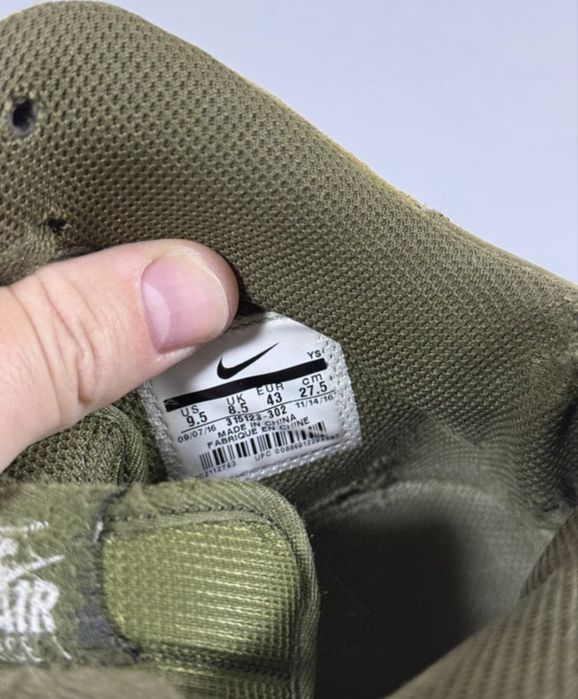 YS
US UK EUR cm
9.5 8.5 43 27.5
315123-302
09/07/16 11/14/16
MADE IN CHINA
FABRIQUE EN CHINE
UPC
AIR